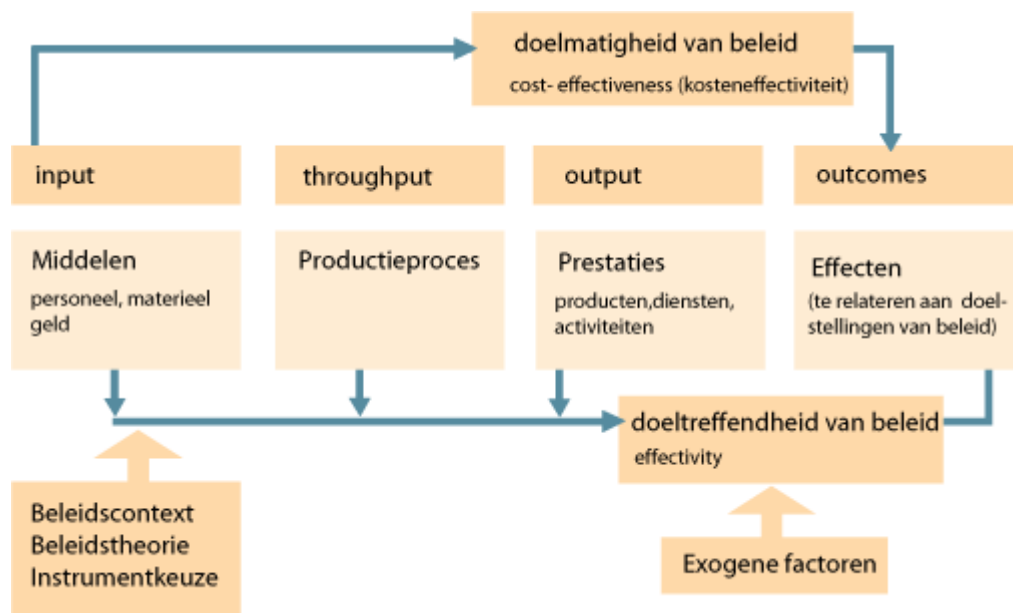 doelmatigheid van beleid
cost- effectiveness (kosteneffectiviteit)
input
throughput
output
outcomes
Middelen
personeel, materieel
geld
Productieproces
Prestaties
producten,diensten,
activiteiten
Effecten
(te relateren aan doel-
stellingen van beleid)
doeltreffendheid van beleid
effectivity
Beleidscontext
Beleidstheorie
Instrumentkeuze
Exogene factoren